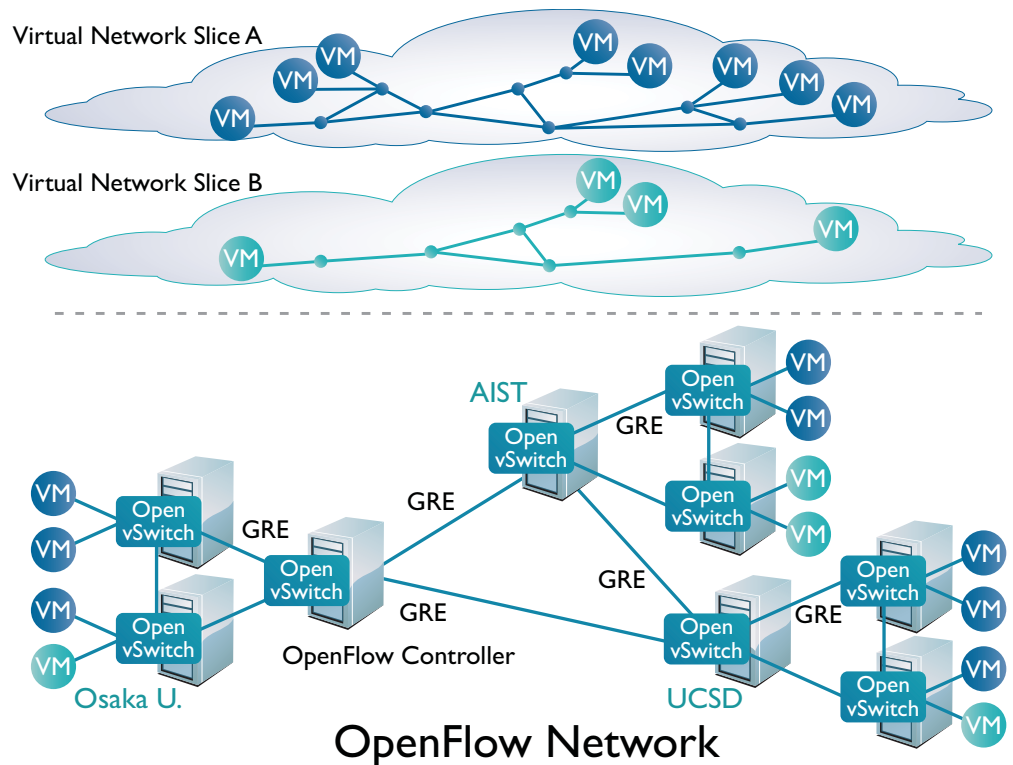 Virtual Network Slice A
VM
VM
VM
VM
VM
VM
VM
VM
Virtual Network Slice B
VM
VM
VM
VM
AIST
Open
vSwitch
VM
VM
GRE
Open
vSwitch
Open
vSwitch
VM
VM
VM
VM
Open
vSwitch
GRE
GRE
Open
vSwitch
GRE
GRE
Open
vSwitch
VM
VM
GRE
VM
VM
Open
vSwitch
Open
vSwitch
OpenFlow Controller
Osaka U.
UCSD
Open
vSwitch
VM
VM
OpenFlow Network